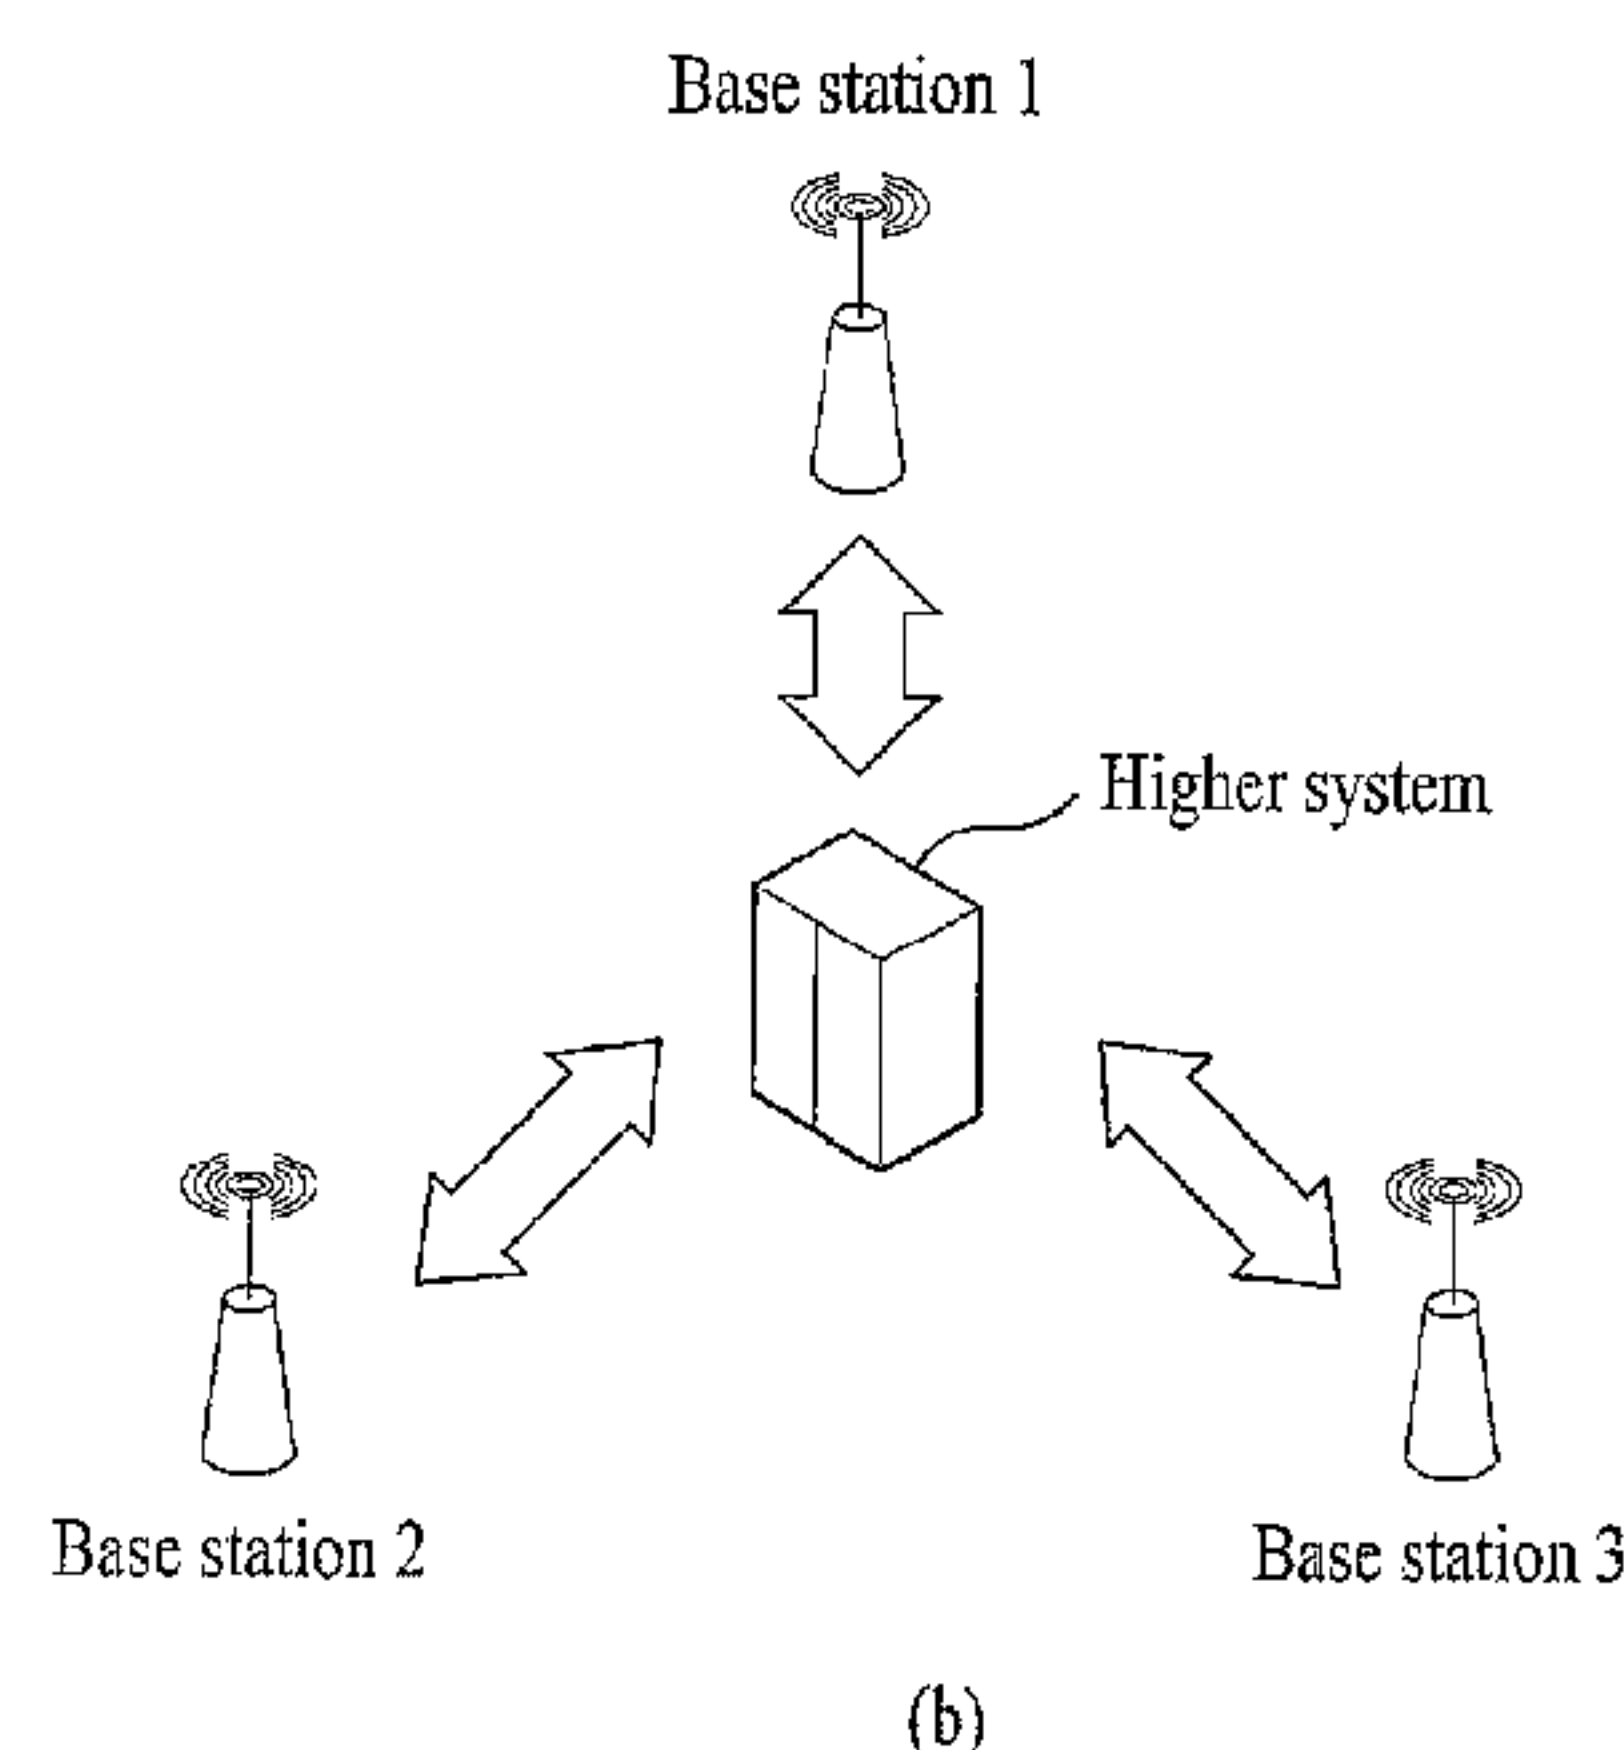 Base station 1
Higher system
Base station 2
Base station 3
(b)